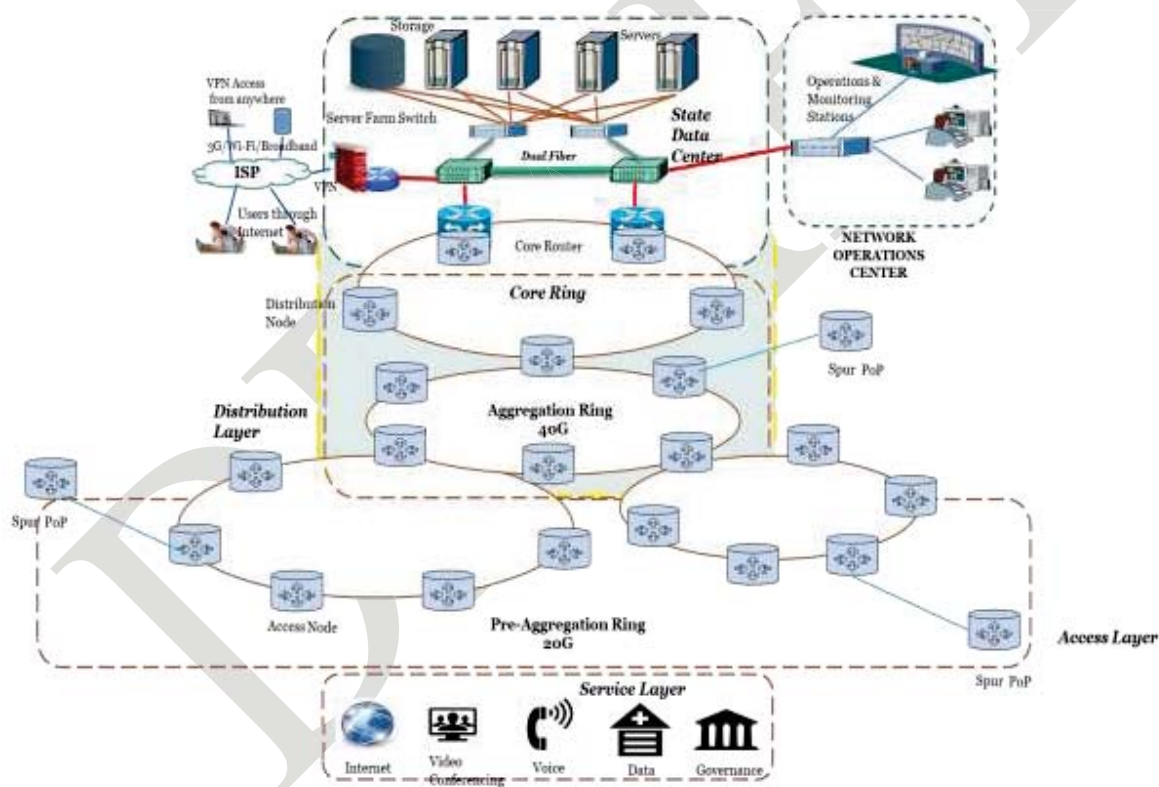 Storage
Servers
VPN Access
from anywhere
Server Farm Switch
3G/Wi-Fi/Broadband
ISP
VPN
Users through
Internet
Dual Fiber
State
Data
Center
Operations &
Monitoring
Stations
NETWORK
OPERATIONS
CENTER
Core Router
Core Ring
Distribution
Node
Spur PoP
Distribution
Layer
Aggregation Ring
40G
Spur PoP
Access Node
Pre-Aggregation Ring
20G
Access Layer
Spur PoP
Service Layer
Internet
Video
Conferencing
Voice
Data
Governance